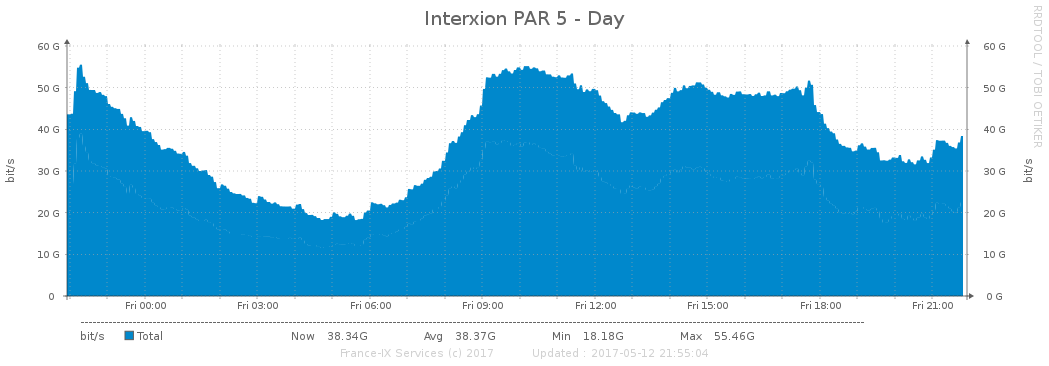 Interxion PAR 5 - Day
RRDTOOL / TOBI OETIKER
60 G 60 G
50 G 50 G
40 G 40 G
30 G 30 G
20 G 20 G
10 G 10 G
0 0 G
bit/s bit/s
Fri 00:00 Fri 03:00 Fri 06:00 Fri 09:00 Fri 12:00 Fri 15:00 Fri 18:00 Fri 21:00
bit/s Total Now 38.34G Avg 38.37G Min 18.18G Max 55.46G
France-IX Services (c) 2017 Updated : 2017-05-12 21:55:04